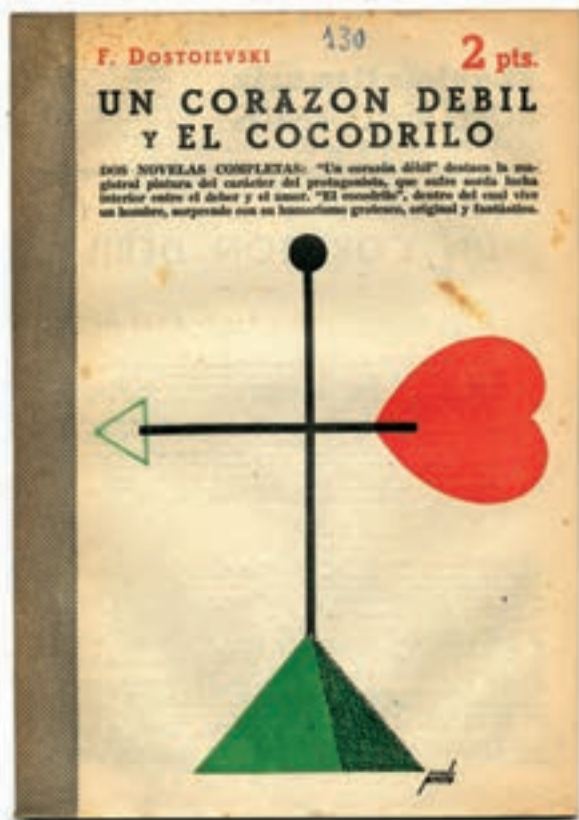 130
F. DOSTOIEVSKI
2 pts.
UN CORAZON DEBIL
Y EL COCODRILO
DOS NOVELAS COMPLETAS: "Un corazón débil" destaca la ma-
gistral pintura del carácter del protagonista, que sufre sorda lucha
interior entre el deber y el amor. "El cocodrilo", dentro del cual vive
un hombre, sorprende con su humorismo grotesco, original y fantástico.